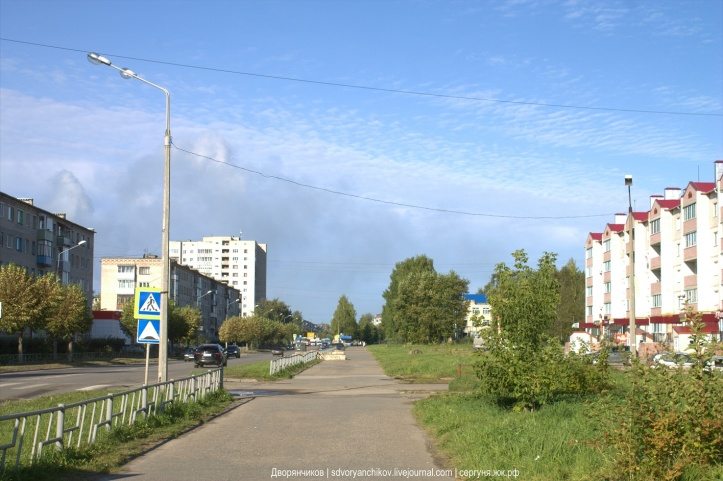 Дворянчиков | sdvoryanchikov.livejournal.com | сергуня.жж.рф